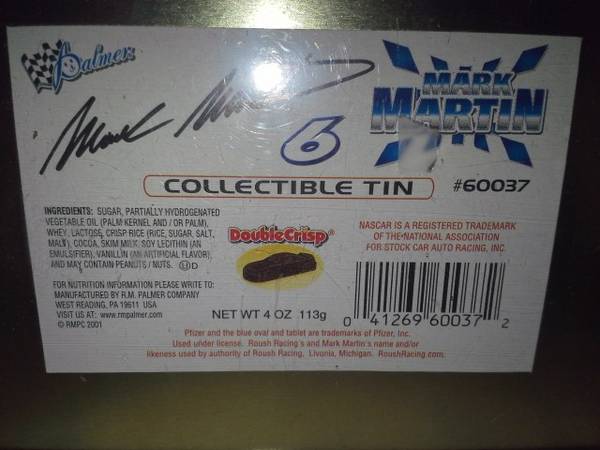 Palmer
MARK
MARTIN
Mark Martin
6
COLLECTIBLE TIN
#60037
INGREDIENTS: SUGAR, PARTIALLY HYDROGENATED
VEGETABLE OIL (PALM KERNEL AND / OR PALM),
WHEY, LACTOSE, CRISP RICE (RICE, SUGAR, SALT,
MALT), COCOA, SKIM MILK, SOY LECITHIN (AN
EMULSIFIER), VANILLIN (AN ARTIFICIAL FLAVOR),
AND MAY CONTAIN PEANUTS / NUTS. ⓊD
FOR NUTRITION INFORMATION PLEASE WRITE TO:
MANUFACTURED BY R.M. PALMER COMPANY
WEST READING, PA 19611 USA
VISIT US AT: www.rmpalmer.com
© RMPC 2001
DoubleCrisp®
NET WT 4 OZ 113g
NASCAR IS A REGISTERED TRADEMARK
OF THE NATIONAL ASSOCIATION
FOR STOCK CAR AUTO RACING, INC.
0 41269 60037 2
Pfizer and the blue oval and tablet are trademarks of Pfizer, Inc.
Used under license. Roush Racing's and Mark Martin's name and/or
likeness used by authority of Roush Racing, Livonia, Michigan. RoushRacing.com